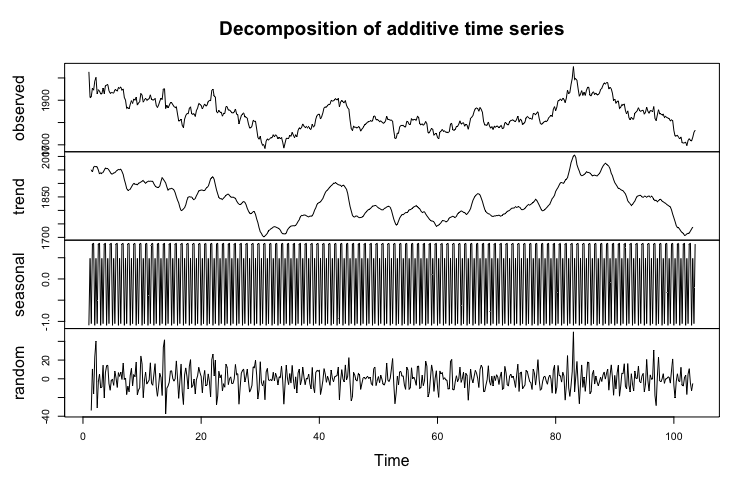 Decomposition of additive time series
observed
1900
trend
2000
1850
1700
seasonal
0.0
-1.0
random
20
0
-40
0 20 40 60 80 100
Time